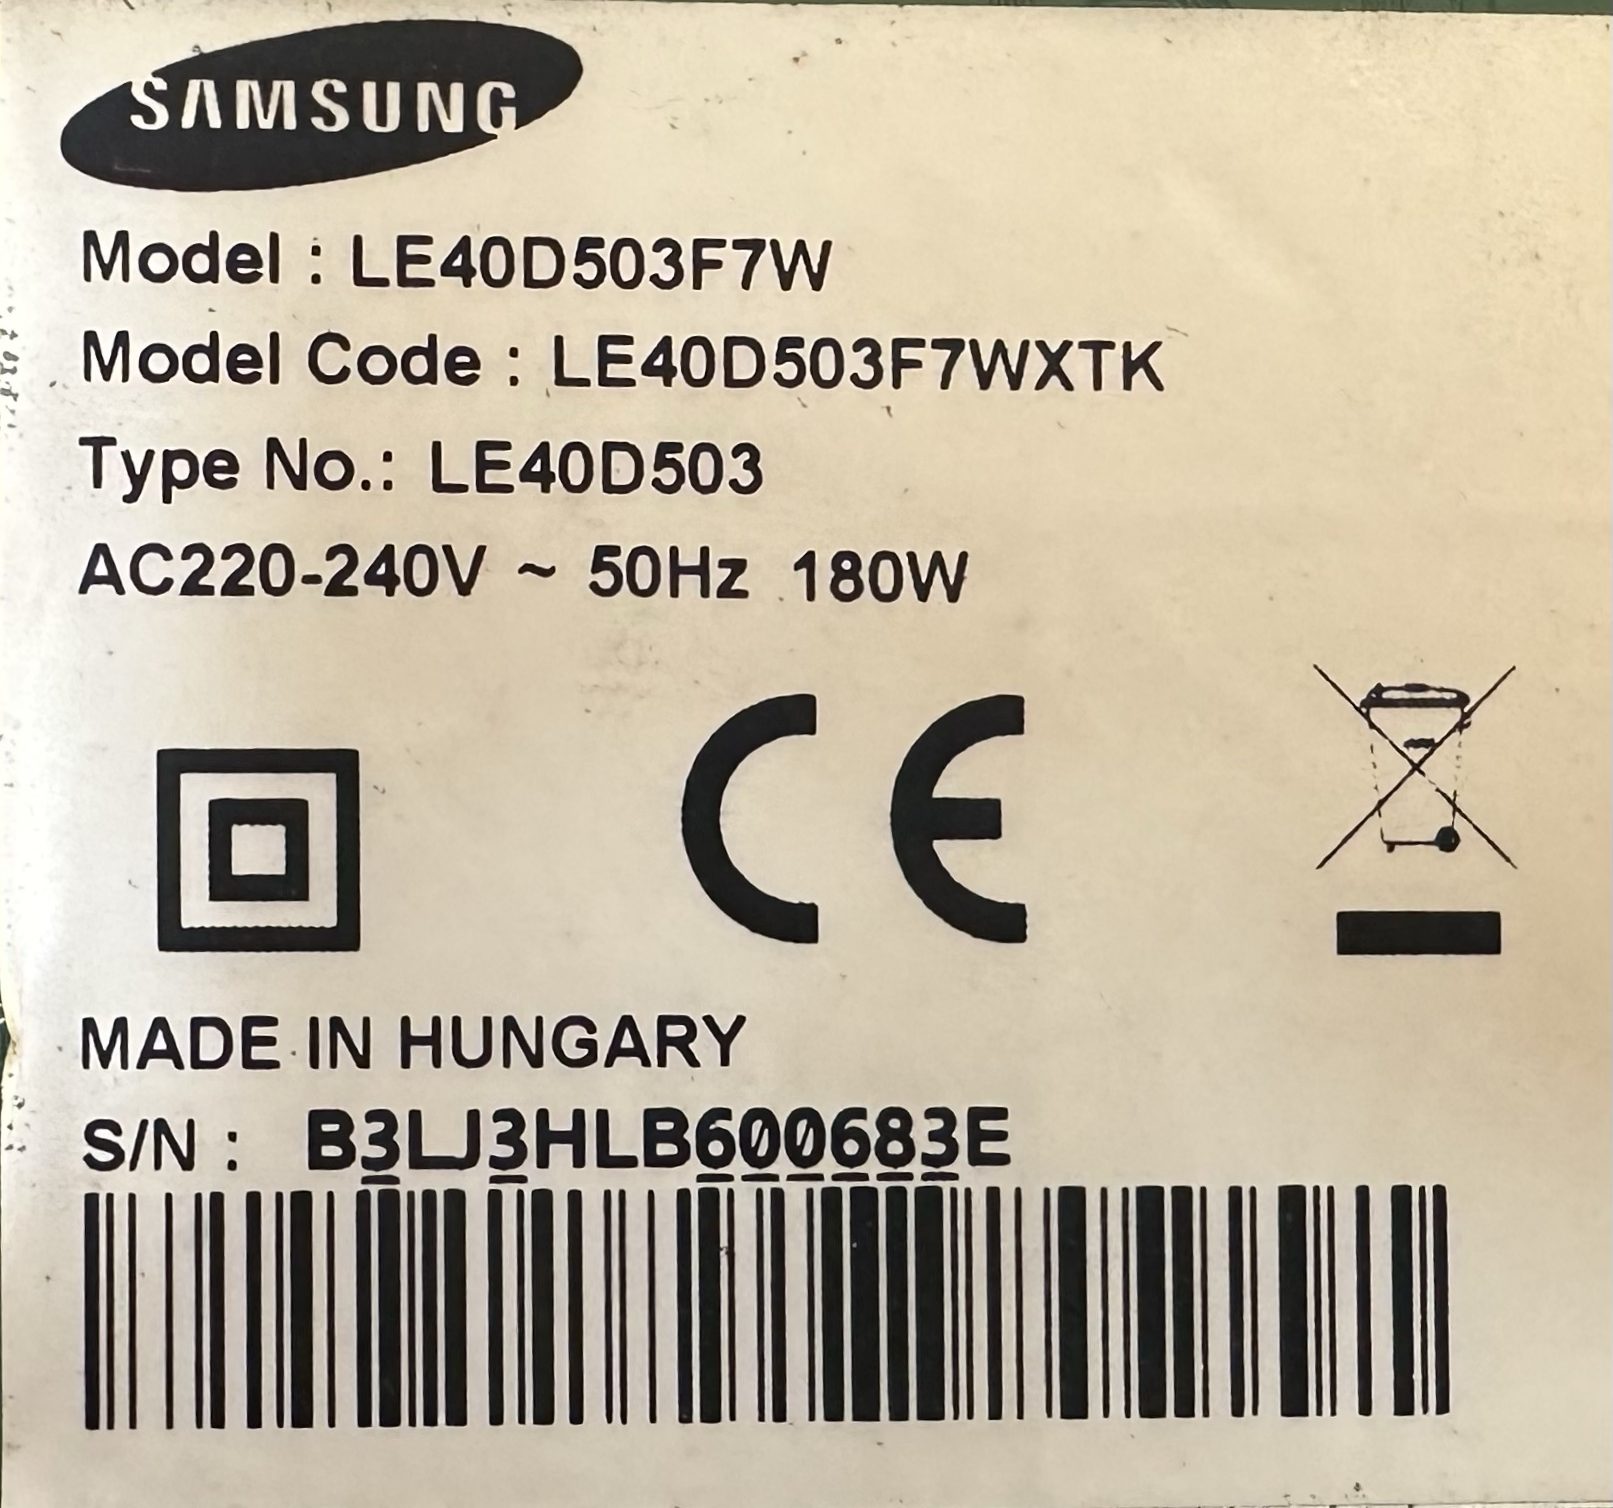 SAMSUNG
Model : LE40D503F7W
Model Code : LE40D503F7WXTK
Type No.: LE40D503
AC220-240V ~ 50Hz 180W
CE
MADE IN HUNGARY
S/N : B3LJ3HLB600683E